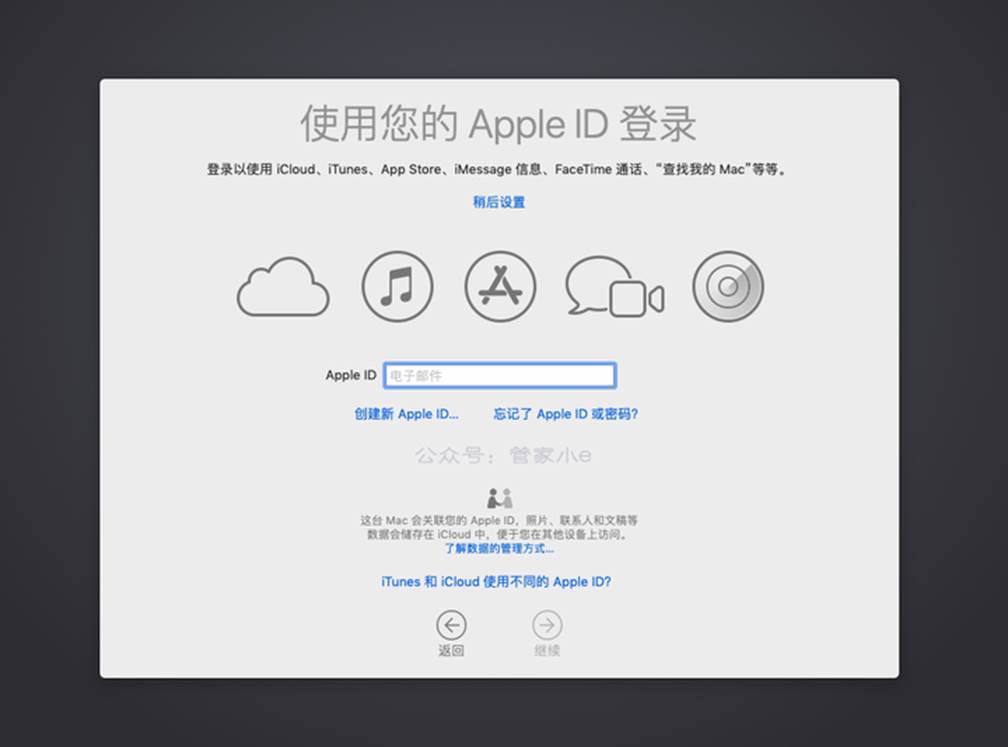 使用您的 Apple ID 登录
登录以使用 iCloud、iTunes、App Store、iMessage 信息、FaceTime 通话、“查找我的 Mac”等等。
稍后设置
Apple ID 电子邮件
创建新 Apple ID... 忘记了 Apple ID 或密码?
公众号：管家小e
这台 Mac 会关联您的 Apple ID，照片、联系人和文稿等
数据会储存在 iCloud 中，便于您在其他设备上访问。
了解数据的管理方式...
iTunes 和 iCloud 使用不同的 Apple ID?
返回 继续